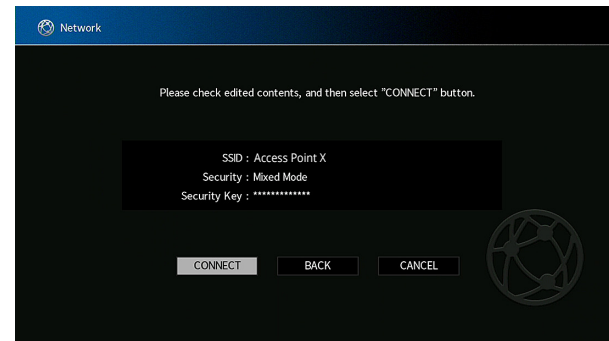 Network
Please check edited contents, and then select "CONNECT" button.
SSID : Access Point X
Security : Mixed Mode
Security Key : *************
CONNECT BACK CANCEL